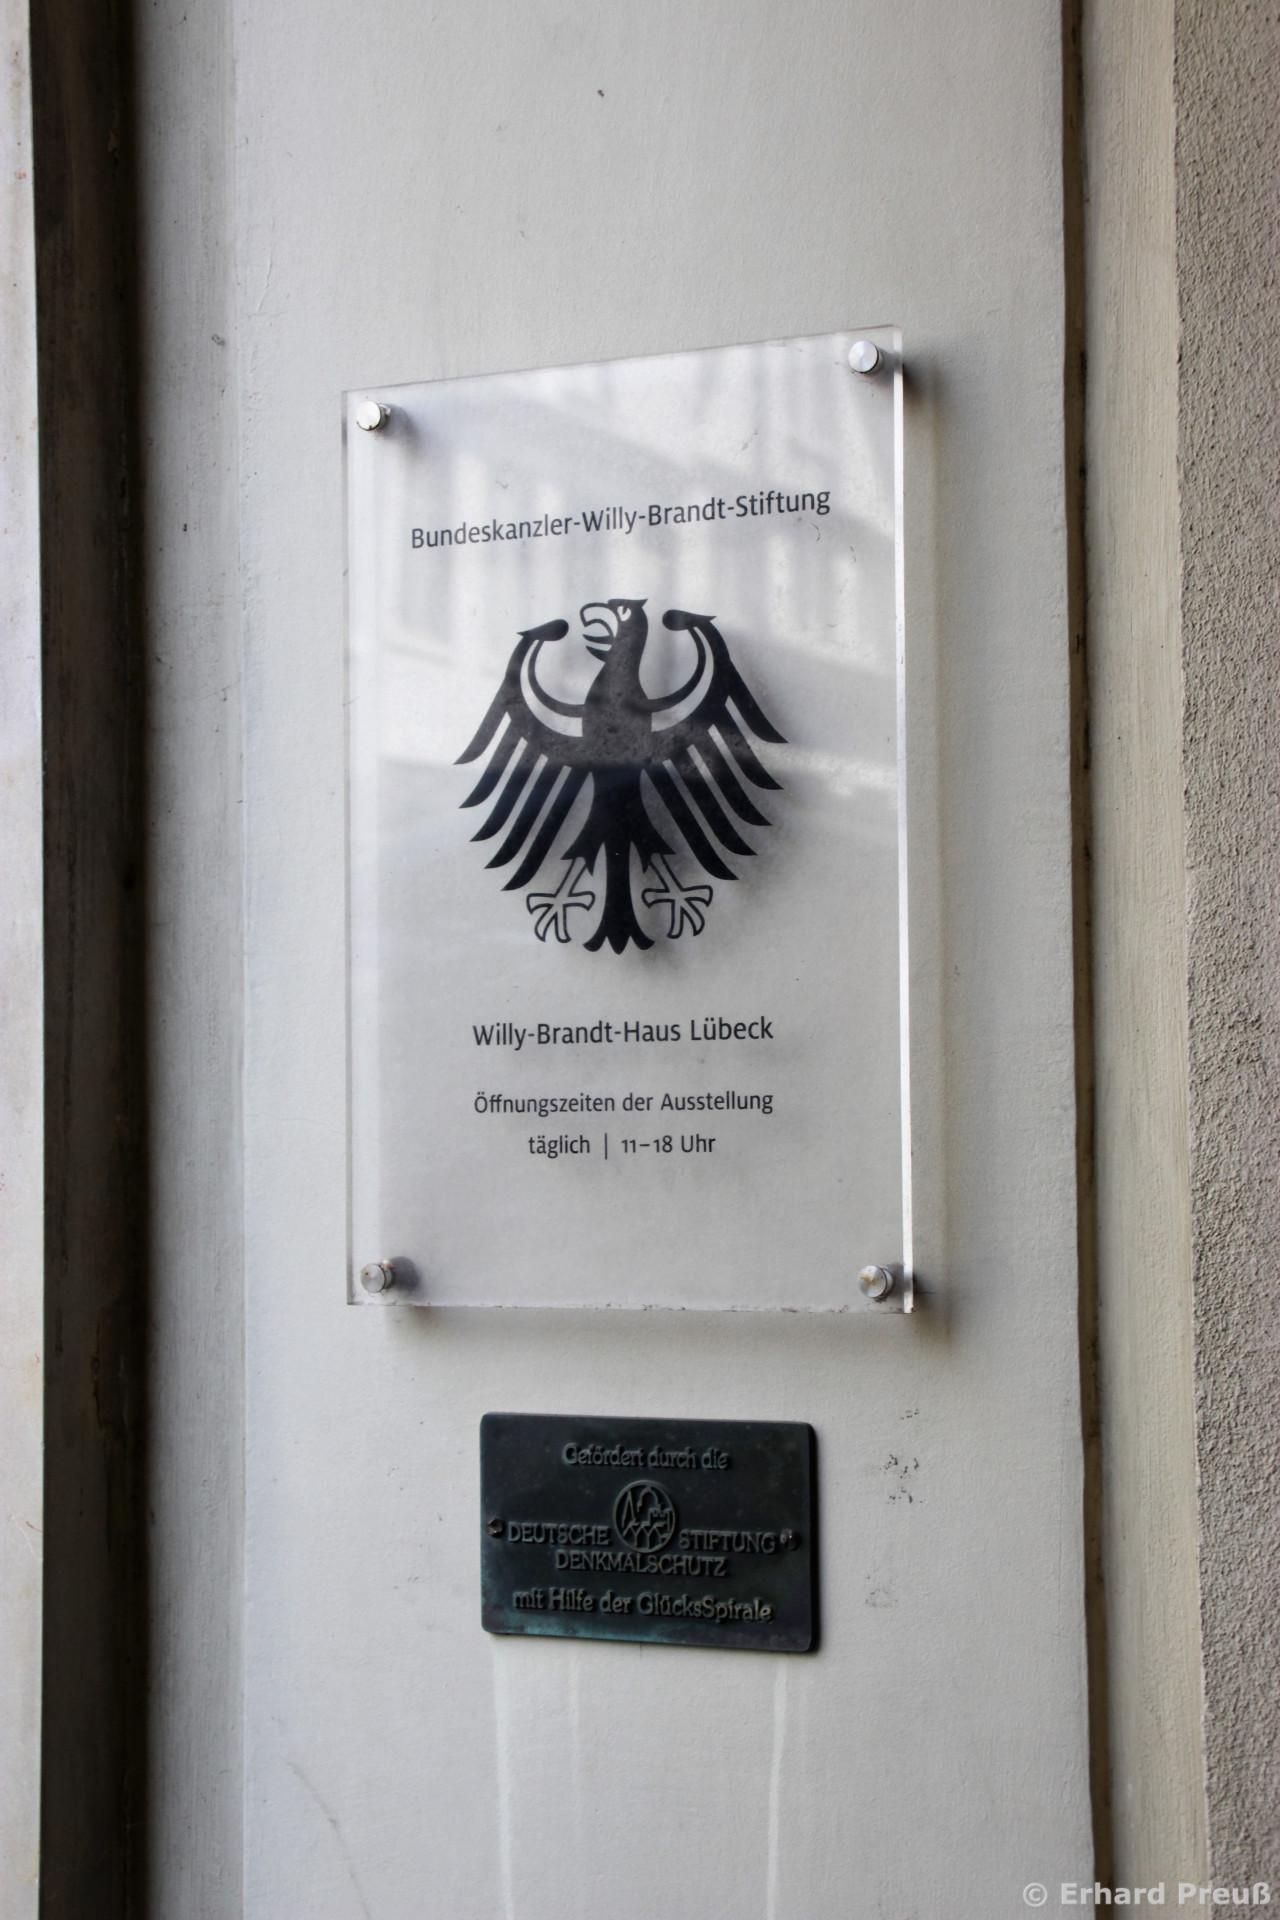 Bundeskanzler-Willy-Brandt-Stiftung
Willy-Brandt-Haus Lübeck
Öffnungszeiten der Ausstellung
täglich | 11–18 Uhr
Gefördert durch die
DEUTSCHE STIFTUNG
DENKMALSCHUTZ
mit Hilfe der GlücksSpirale
© Erhard Preuß